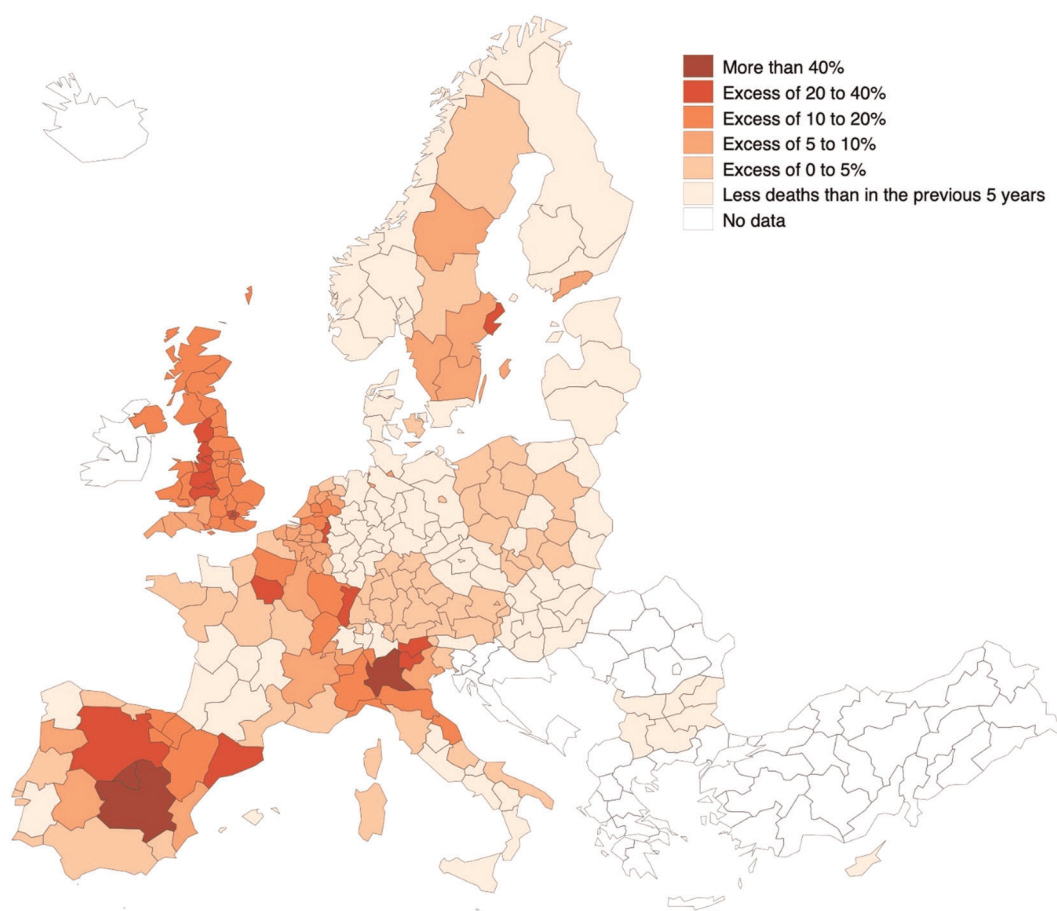 More than 40%
Excess of 20 to 40%
Excess of 10 to 20%
Excess of 5 to 10%
Excess of 0 to 5%
Less deaths than in the previous 5 years
No data